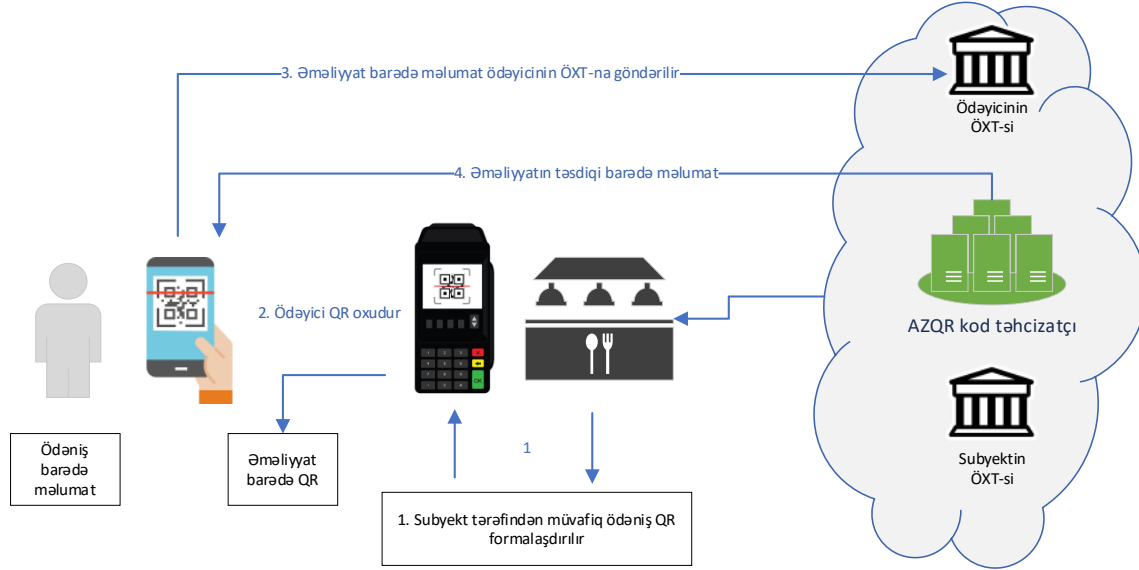 3. Əməliyyat barədə məlumat ödəyicinin ÖXT-na göndərilir
Ödəyicinin
ÖXT-si
4. Əməliyyatın təsdiqi barədə məlumat
2. Ödəyici QR oxudur
AZQR kod təhcizatçı
Ödəniş
barədə
məlumat
Əməliyyat
barədə QR
1
Subyektin
ÖXT-si
1. Subyekt tərəfindən müvafiq ödəniş QR
formalaşdırılır